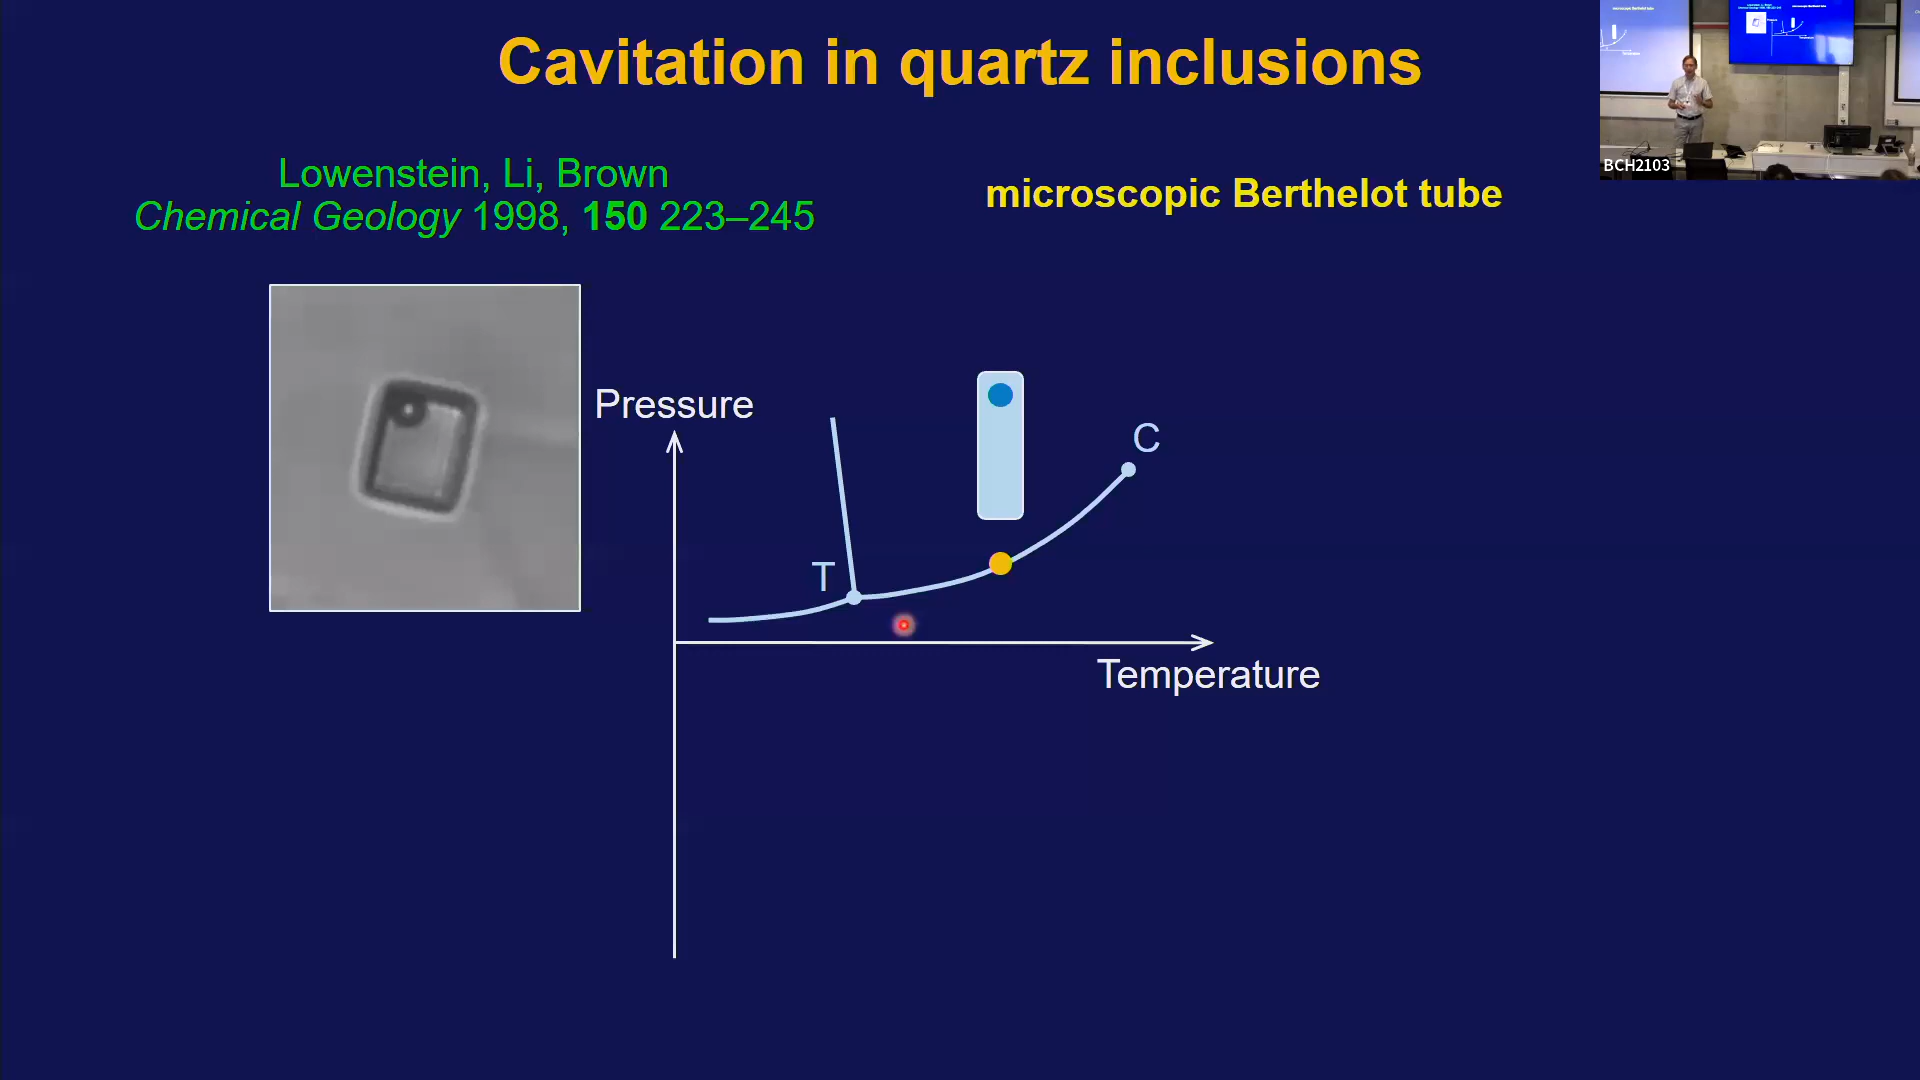 Cavitation in quartz inclusions
Lowenstein, Li, Brown
Chemical Geology 1998, 150 223–245
microscopic Berthelot tube
BCH2103
Pressure
C
T
Temperature